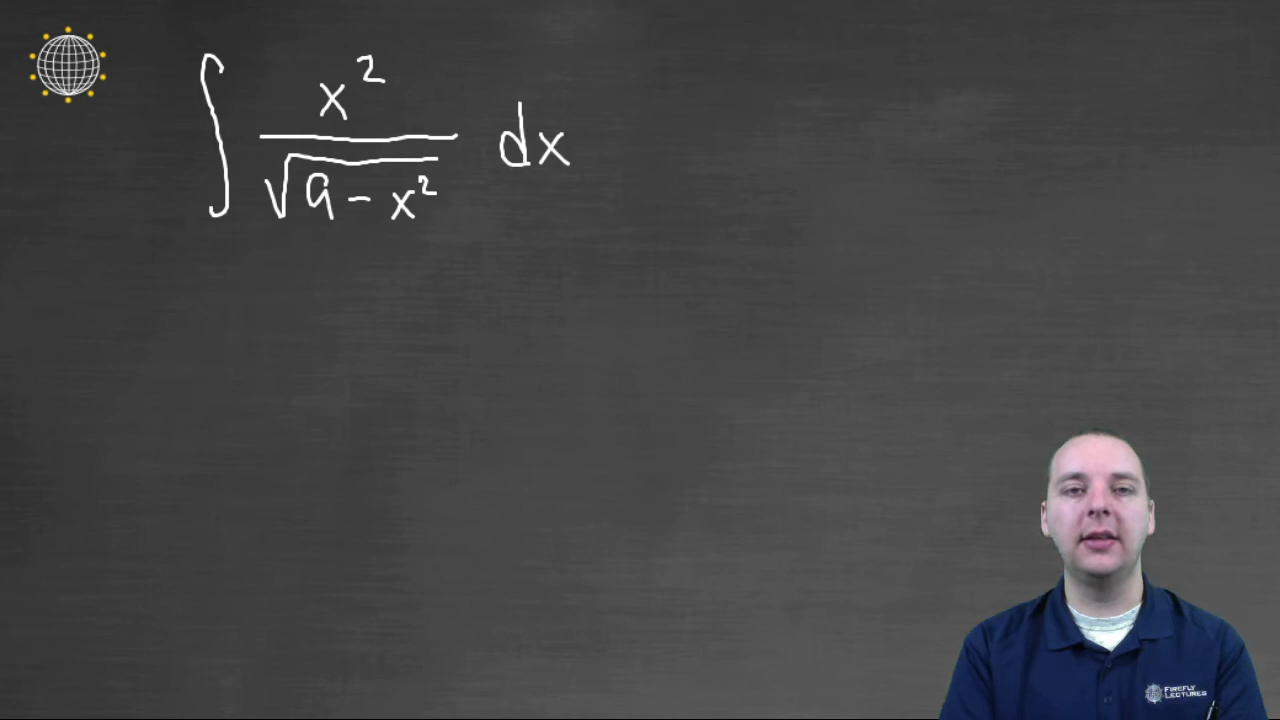 ∫ x² / √(9 - x²) dx
FIREFLY
LECTURES